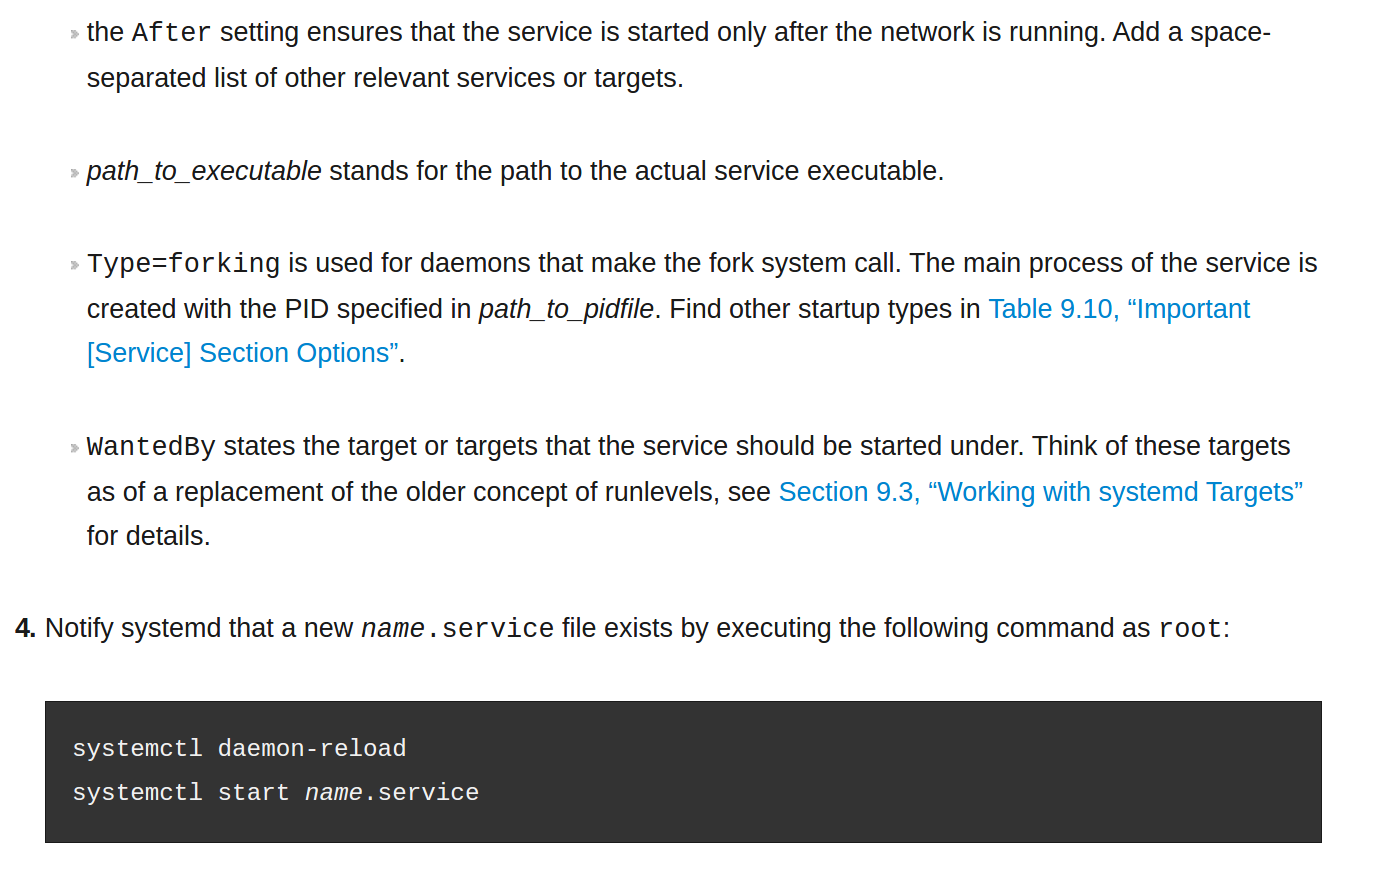 the After setting ensures that the service is started only after the network is running. Add a space-
separated list of other relevant services or targets.
path_to_executable stands for the path to the actual service executable.
Type=forking is used for daemons that make the fork system call. The main process of the service is
created with the PID specified in path_to_pidfile. Find other startup types in Table 9.10, “Important
[Service] Section Options”.
WantedBy states the target or targets that the service should be started under. Think of these targets
as of a replacement of the older concept of runlevels, see Section 9.3, “Working with systemd Targets”
for details.
4. Notify systemd that a new name.service file exists by executing the following command as root:
systemctl daemon-reload
systemctl start name.service